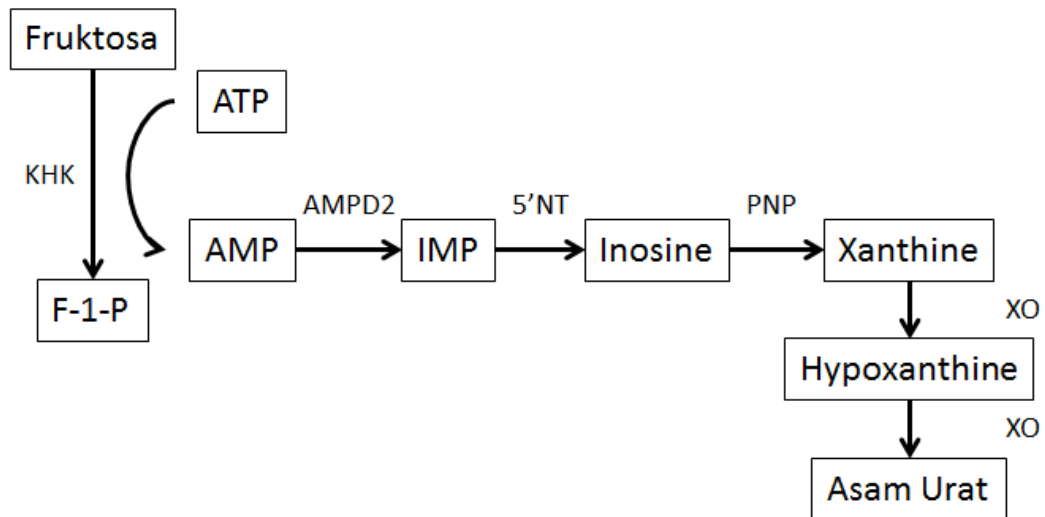 Fruktosa
ATP
KHK
AMPD2
5'NT
PNP
AMP
IMP
Inosine
Xanthine
F-1-P
XO
Hypoxanthine
XO
Asam Urat